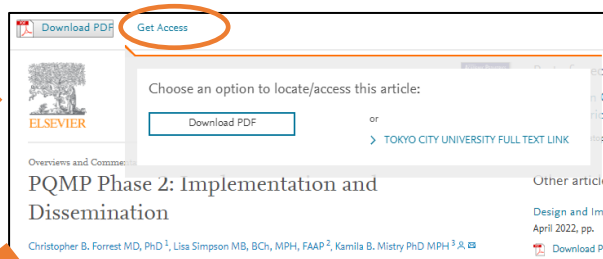 Download PDF Get Access
Choose an option to locate/access this article:
Download PDF
or
> TOKYO CITY UNIVERSITY FULL TEXT LINK
ELSEVIER
Overviews and Comme
PQMP Phase 2: Implementation and
Dissemination
Christopher B. Forrest MD, PhD 1, Lisa Simpson MB, BCh, MPH, FAAP 2, Kamila B. Mistry PhD MPH 3
Other article
Design and Im
April 2022, pp.
Download P